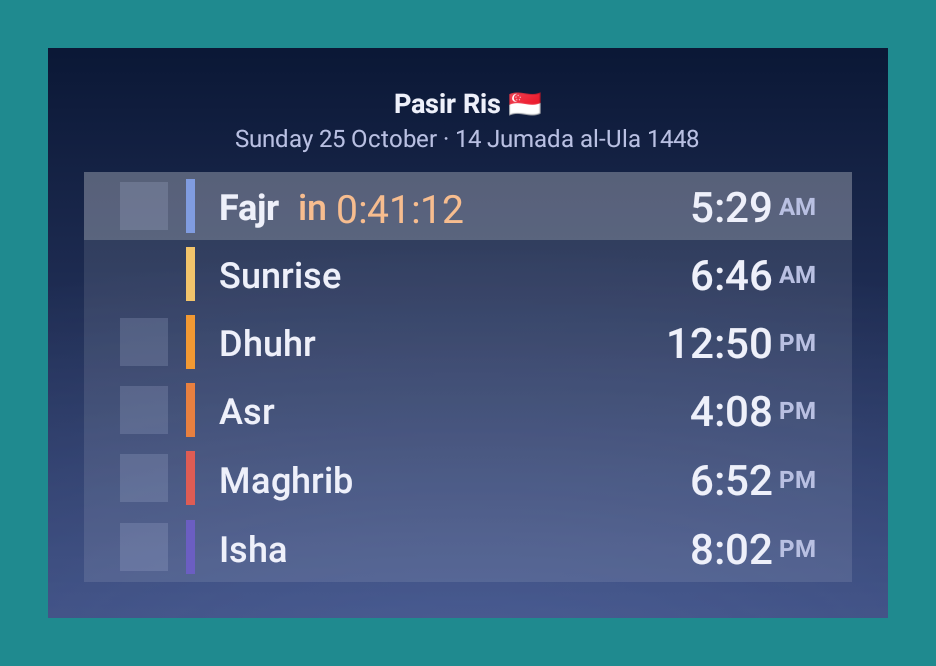 Pasir Ris 🇸🇬
Sunday 25 October · 14 Jumada al-Ula 1448
Fajr in 0:41:12 5:29 AM
Sunrise 6:46 AM
Dhuhr 12:50 PM
Asr 4:08 PM
Maghrib 6:52 PM
Isha 8:02 PM